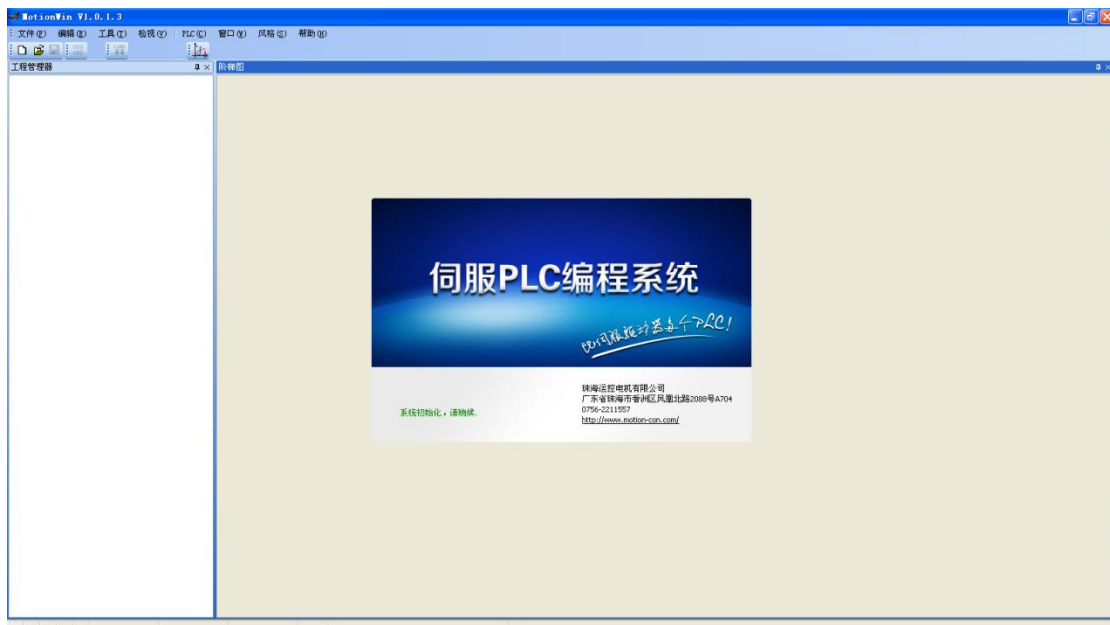 MotionWin V1.0.1.3
文件(F) 编辑(E) 工具(T) 检视(V) PLC(C) 窗口(W) 风格(S) 帮助(H)
工程管理器
阶梯图
伺服PLC编程系统
系统初始化，请稍候.
珠海运控电机有限公司
广东省珠海市香洲区凤凰北路2088号A704
0756-2211557
http://www.motion-con.com/